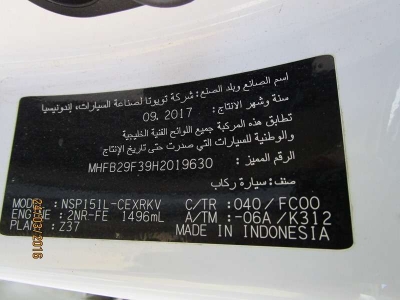 اسم الصانع وبلد الصنع: شركة تويوتا لصناعة السيارات، إندونيسيا
سنة وشهر الإنتاج: 09. 2017
تطابق هذه المركبة جميع اللوائح الفنية الخليجية
والوطنية للسيارات التي صدرت حتى تاريخ الإنتاج
الرقم المميز: MHFB29F39H2019630
صنف: سيارة ركاب
MODEL: NSP151L-CEXRKV C/TR: 040/FC00
ENGINE: 2NR-FE 1496mL A/TM: -06A/K312
PLANT: Z37 MADE IN INDONESIA